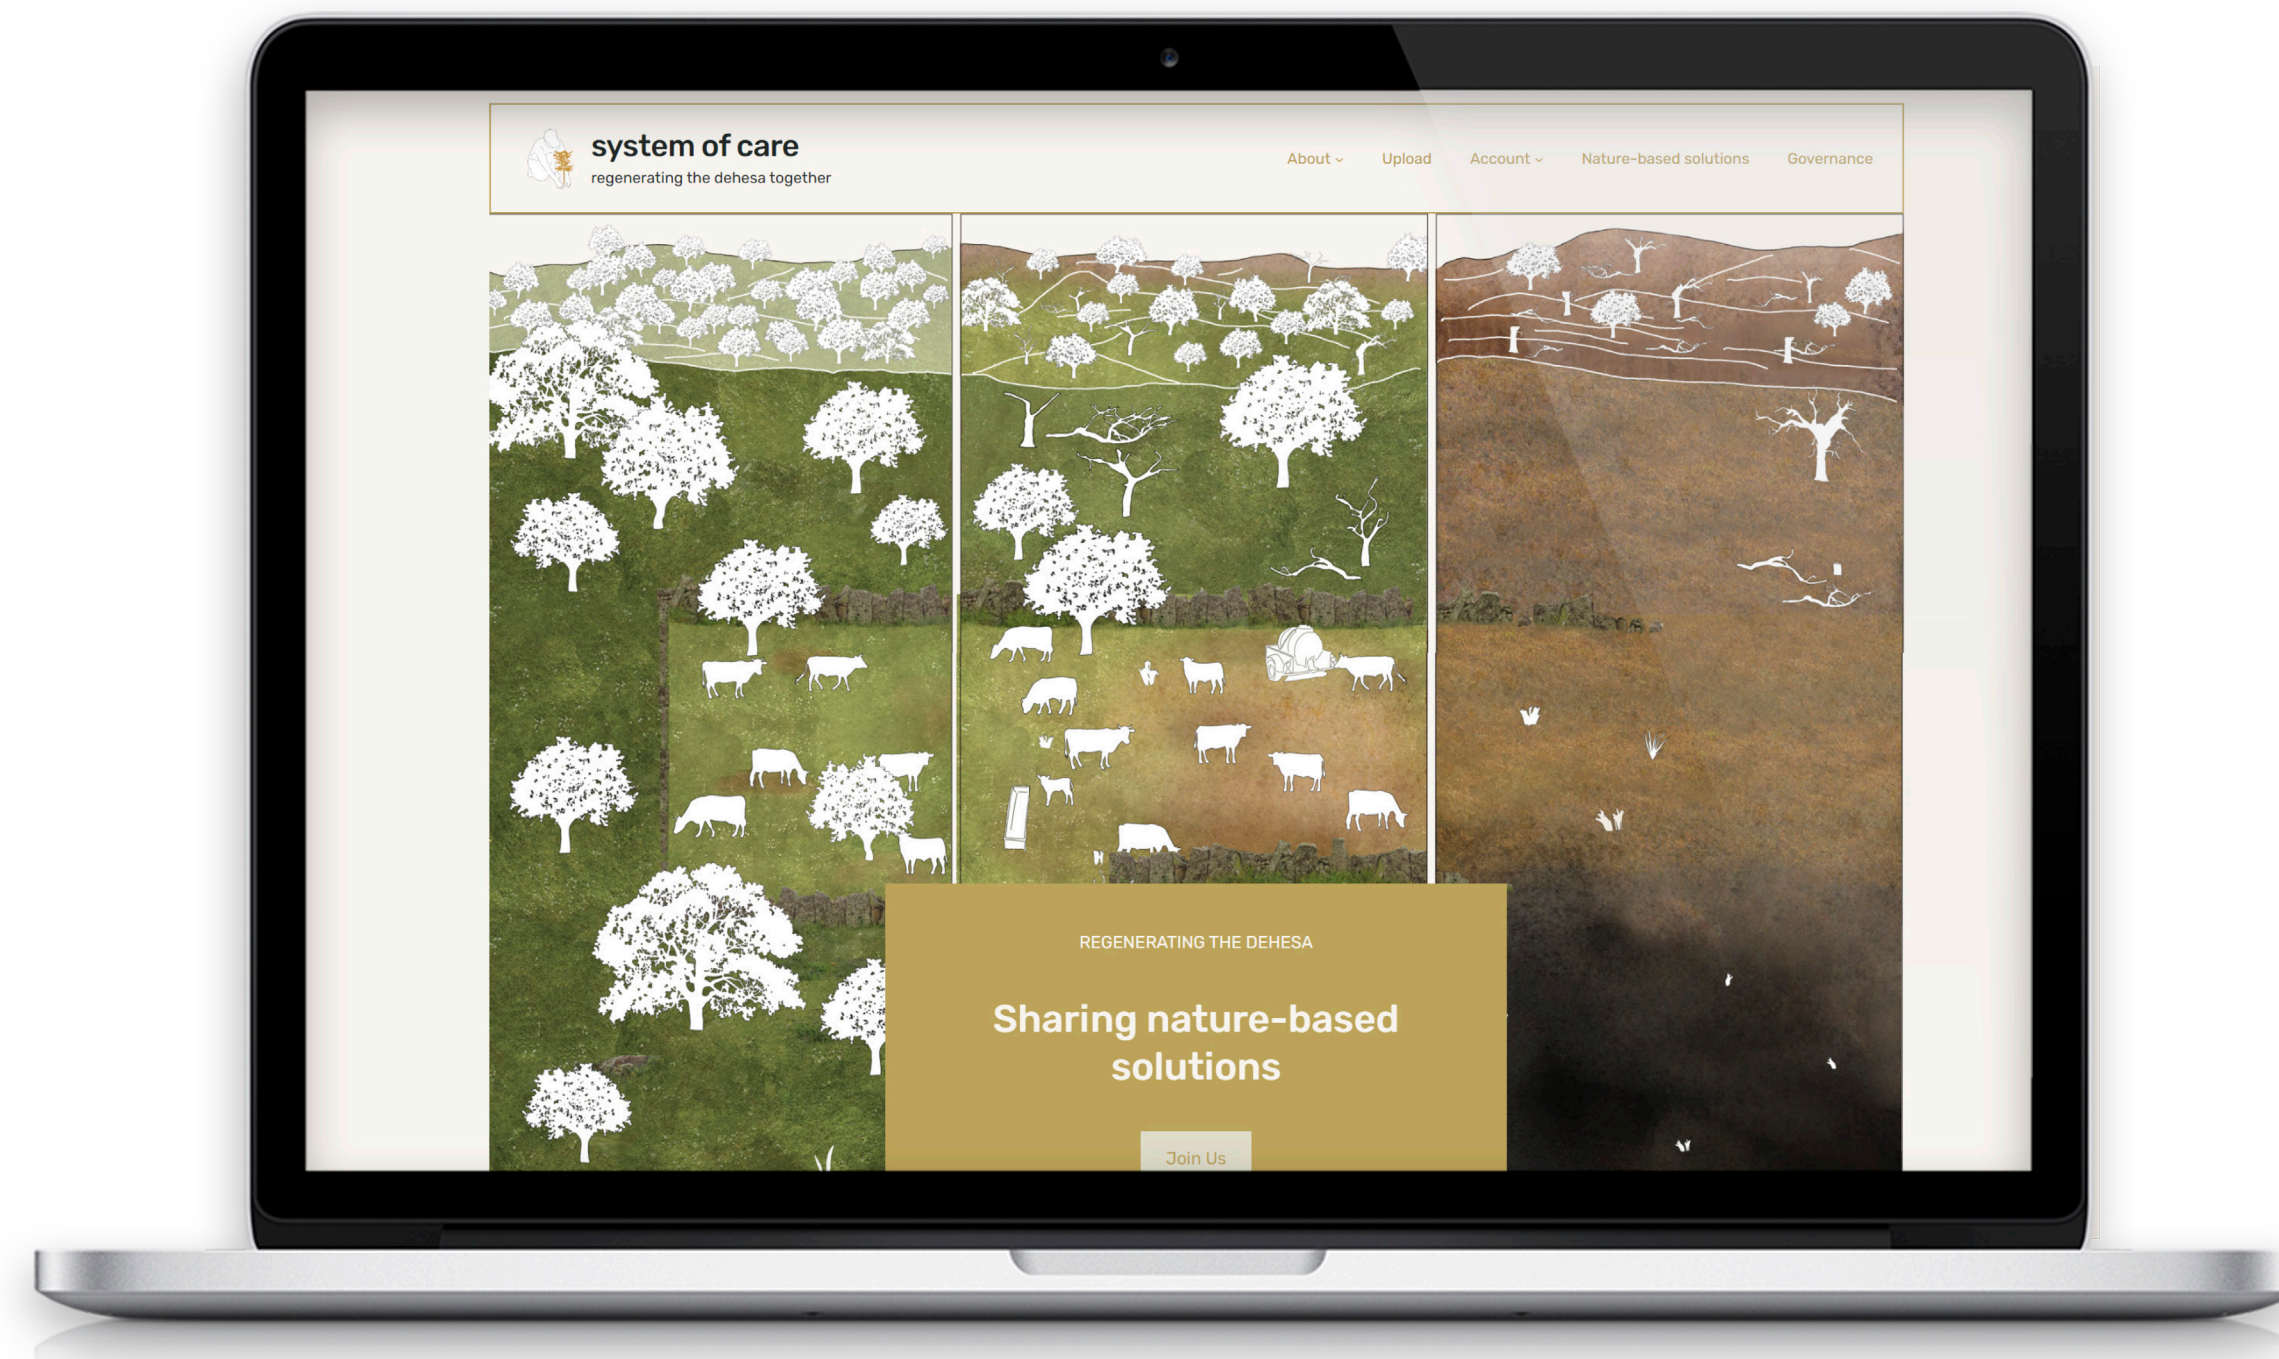 system of care
regenerating the dehesa together
About
Upload
Account
Nature-based solutions
Governance
REGENERATING THE DEHESA
Sharing nature-based
solutions
Join Us